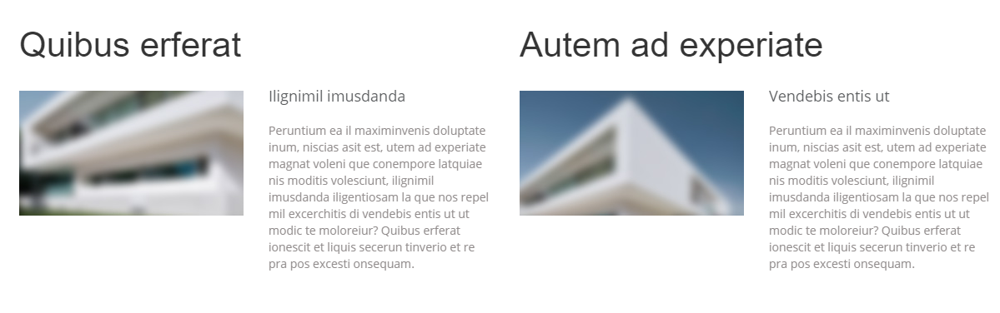 Quibus erferat
Ilignimil imusdanda
Peruntium ea il maximinvenis doluptate
inum, niscias asit est, utem ad experiate
magnat voleni que conempore latquiae
nis moditis volesciunt, ilignimil
imusdanda iligentiosam la que nos repel
mil excerchitis di vendebis entis ut ut
modic te moloreiur? Quibus erferat
ionescit et liquis secerun tinverio et re
pra pos excesti onsequam.
Autem ad experiate
Vendebis entis ut
Peruntium ea il maximinvenis doluptate
inum, niscias asit est, utem ad experiate
magnat voleni que conempore latquiae
nis moditis volesciunt, ilignimil
imusdanda iligentiosam la que nos repel
mil excerchitis di vendebis entis ut ut
modic te moloreiur? Quibus erferat
ionescit et liquis secerun tinverio et re
pra pos excesti onsequam.